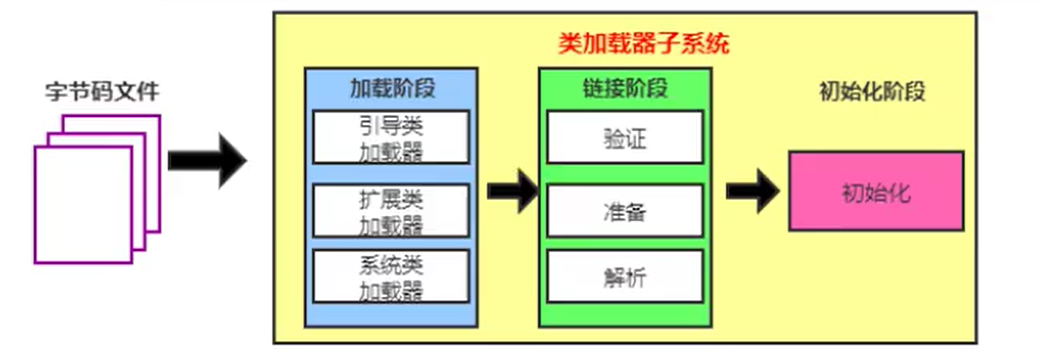 类加载器子系统
字节码文件
加载阶段
引导类
加载器
扩展类
加载器
系统类
加载器
链接阶段
验证
准备
解析
初始化阶段
初始化